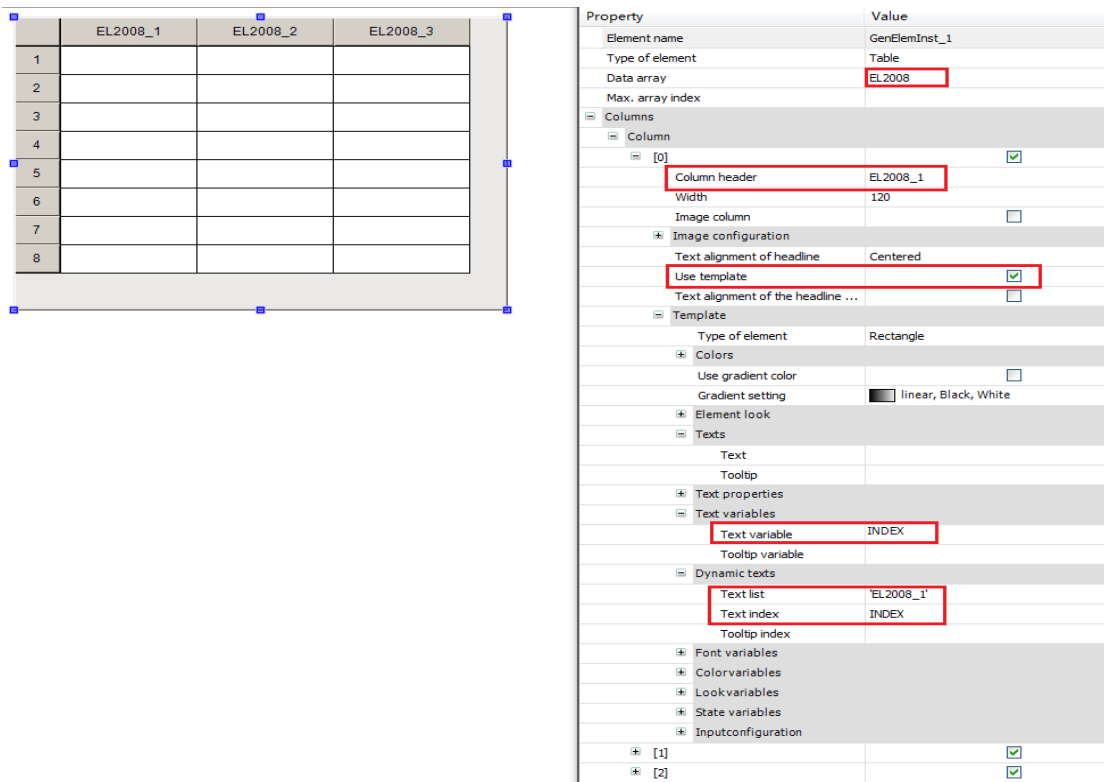 EL2008_1 EL2008_2 EL2008_3
1
2
3
4
5
6
7
8
Property Value
Element name GenElemInst_1
Type of element Table
Data array EL2008
Max. array index
Columns
Column
[0]
Column header EL2008_1
Width 120
Image column
Image configuration
Text alignment of headline Centered
Use template
Text alignment of the headline ...
Template
Type of element Rectangle
Colors
Use gradient color
Gradient setting linear, Black, White
Element look
Texts
Text
Tooltip
Text properties
Text variables
Text variable INDEX
Tooltip variable
Dynamic texts
Text list 'EL2008_1'
Text index INDEX
Tooltip index
Font variables
Colorvariables
Lookvariables
State variables
Inputconfiguration
[1]
[2]